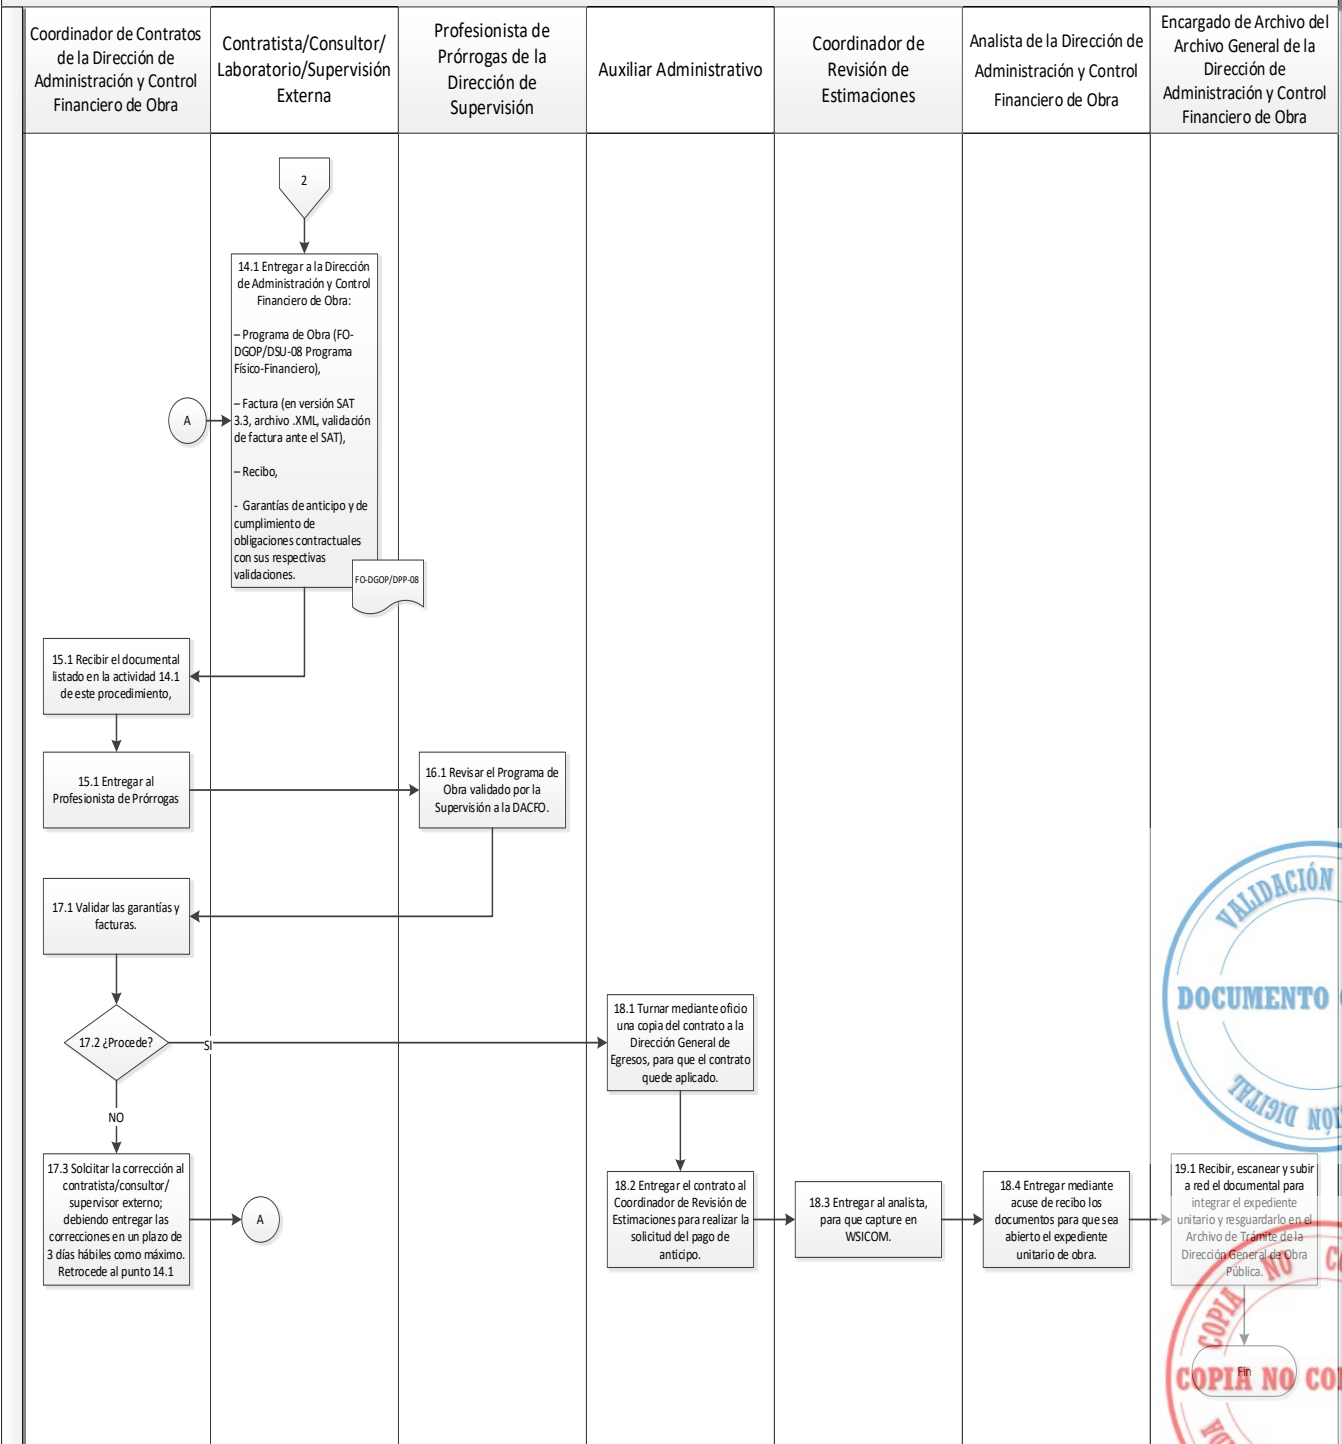 Coordinador de Contratos
de la Dirección de
Administración y Control
Financiero de Obra
Contratista/Consultor/
Laboratorio/Supervisión
Externa
Profesionista de
Prórrogas de la
Dirección de
Supervisión
Auxiliar Administrativo
Coordinador de
Revisión de
Estimaciones
Analista de la Dirección de
Administración y Control
Financiero de Obra
Encargado de Archivo del
Archivo General de la
Dirección de
Administración y Control
Financiero de Obra
2
14.1 Entregar a la Dirección
de Administración y Control
Financiero de Obra:
– Programa de Obra (FO-
DGOP/DSU-08 Programa
Físico-Financiero),
– Factura (en versión SAT
3.3, archivo .XML, validación
de factura ante el SAT),
– Recibo,
- Garantías de anticipo y de
cumplimiento de
obligaciones contractuales
con sus respectivas
validaciones.
A
FO-DGOP/DPP-08
15.1 Recibir el documental
listado en la actividad 14.1
de este procedimiento,
15.1 Entregar al
Profesionista de Prórrogas
16.1 Revisar el Programa de
Obra validado por la
Supervisión a la DACFO.
17.1 Validar las garantías y
facturas.
17.2 ¿Procede?
SI
NO
18.1 Turnar mediante oficio
una copia del contrato a la
Dirección General de
Egresos, para que el contrato
quede aplicado.
17.3 Solciitar la corrección al
contratista/consultor/
supervisor externo;
debiendo entregar las
correcciones en un plazo de
3 días hábiles como máximo.
Retrocede al punto 14.1
A
18.2 Entregar el contrato al
Coordinador de Revisión de
Estimaciones para realizar la
solicitud del pago de
anticipo.
18.3 Entregar al analista,
para que capture en
WSICOM.
18.4 Entregar mediante
acuse de recibo los
documentos para que sea
abierto el expediente
unitario de obra.
19.1 Recibir, escanear y subir
a red el documental para
integrar el expediente
unitario y resguardarlo en el
Archivo de Trámite de la
Dirección General de Obra
Pública.
Fin
VALIDACIÓN
DOCUMENTO
DIGITAL
COPIA NO
COPIA NO